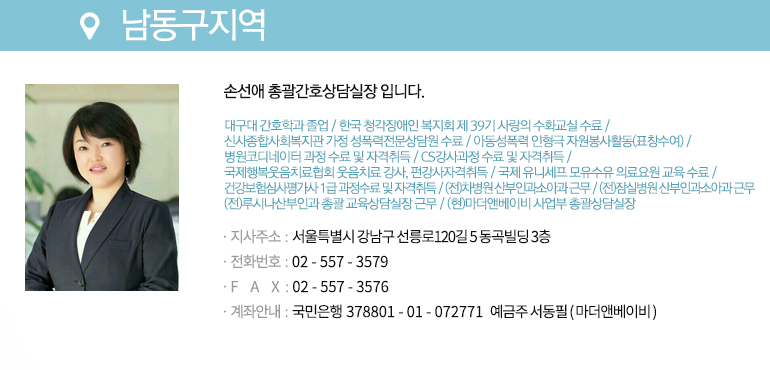 남동구지역
손선애 총괄간호상담실장 입니다.
대구대 간호학과 졸업 / 한국 청각장애인 복지회 제 39기 사랑의 수화교실 수료 /
신사종합사회복지관 가정 성폭력전문상담원 수료 / 아동성폭력 인형극 자원봉사활동(표창수여) /
병원코디네이터 과정 수료 및 자격취득 / CS강사과정 수료 및 자격취득 /
국제행복웃음치료협회 웃음치료 강사, 펀강사자격취득 / 국제 유니세프 모유수유 의료요원 교육 수료 /
건강보험심사평가사 1급 과정수료 및 자격취득 / (전)차병원 산부인과소아과 근무 / (전)잠실병원 산부인과소아과 근무
(전)루시나산부인과 총괄 교육상담실장 근무 / (현)마더앤베이비 사업부 총괄상담실장
· 지사주소 : 서울특별시 강남구 선릉로120길 5 동곡빌딩 3층
· 전화번호 : 02 - 557 - 3579
· F A X : 02 - 557 - 3576
· 계좌안내 : 국민은행 378801 - 01 - 072771 예금주 서동필 ( 마더앤베이비 )